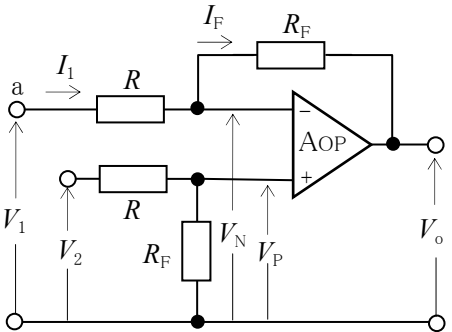 I_F
R_F
I_1
a
R
−
AOP
+
R
V_1
V_2
R_F
V_N
V_P
V_o